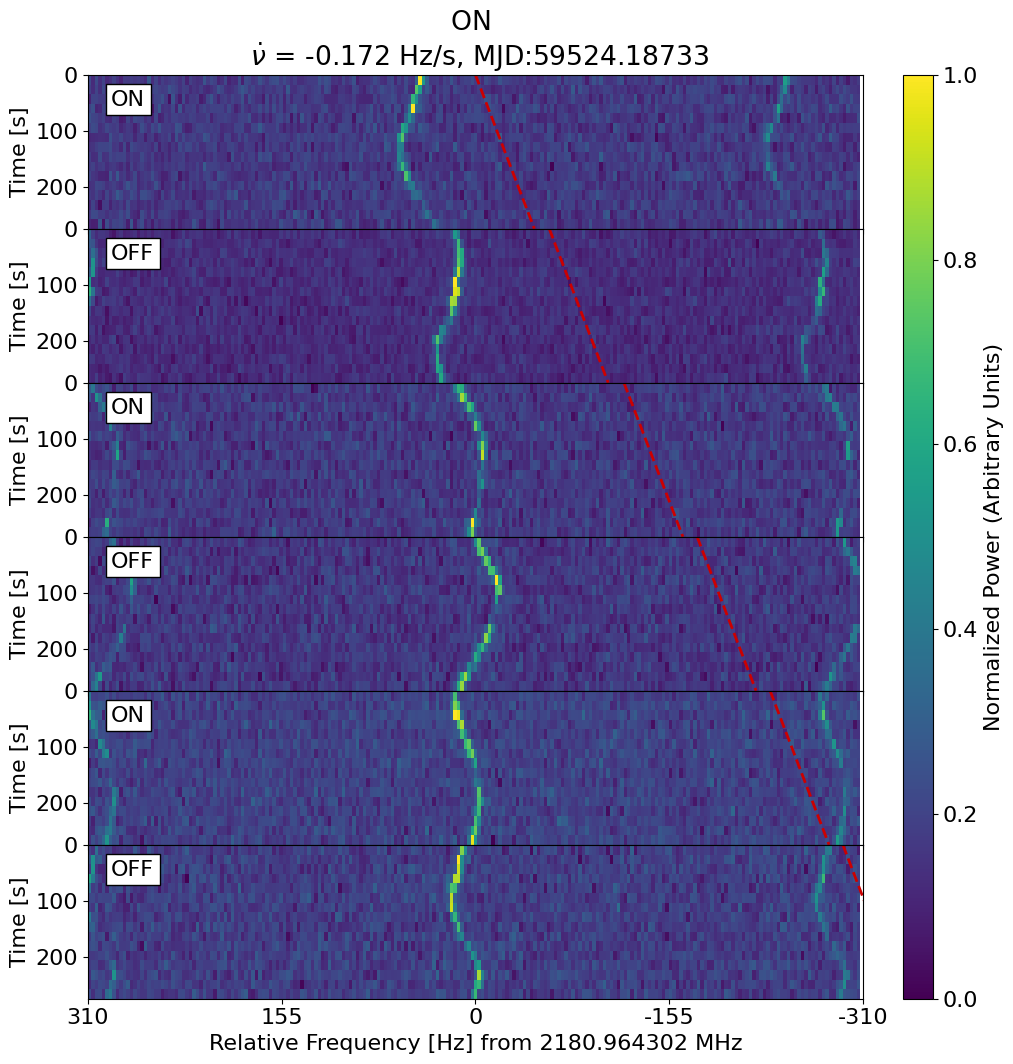 ON
ν̇ = -0.172 Hz/s, MJD:59524.18733
0
ON
100
Time [s]
200
0
OFF
100
Time [s]
200
0
ON
100
Time [s]
200
0
OFF
100
Time [s]
200
0
ON
100
Time [s]
200
0
OFF
100
Time [s]
200
310 155 0 -155 -310
Relative Frequency [Hz] from 2180.964302 MHz
1.0
0.8
0.6
0.4
0.2
0.0
Normalized Power (Arbitrary Units)